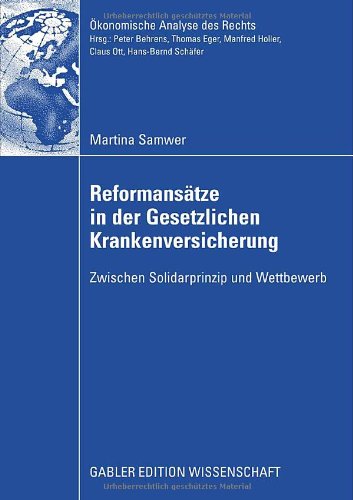 Urheberrechtlich geschütztes Material
Ökonomische Analyse des Rechts
Hrsg.: Peter Behrens, Thomas Eger, Manfred Holler,
Claus Ott, Hans-Bernd Schäfer
Martina Samwer
Reformansätze
in der Gesetzlichen
Krankenversicherung
Zwischen Solidarprinzip und Wettbewerb
GABLER EDITION WISSENSCHAFT
Urheberrechtlich geschütztes Material